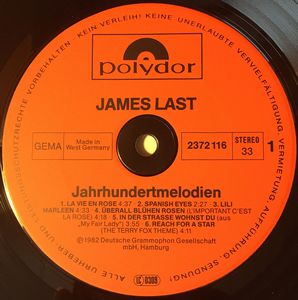 KEIN VERLEIH! KEINE UNERLAUBTE VERVIELFÄLTIGUNG, VERMIETUNG, AUFFÜHRUNG, SENDUNG!
ALLE URHEBER- UND LEISTUNGSSCHUTZRECHTE VORBEHALTEN
polydor
JAMES LAST
GEMA
Made in
West Germany
2372 116
STEREO
33
1
Jahrhundertmelodien
1. LA VIE EN ROSE 4:37 2. SPANISH EYES 3:23 3. LILI
MARLEEN 4:26 4. ÜBERALL BLÜHEN ROSEN (L'IMPORTANT C'EST
LA ROSE) 4:18 5. IN DER STRASSE WOHNST DU (aus
„My Fair Lady") 3:55 6. REACH FOR A STAR
(THE TERRY FOX THEME) 4:11
℗ 1982 Deutsche Grammophon Gesellschaft
mbH, Hamburg